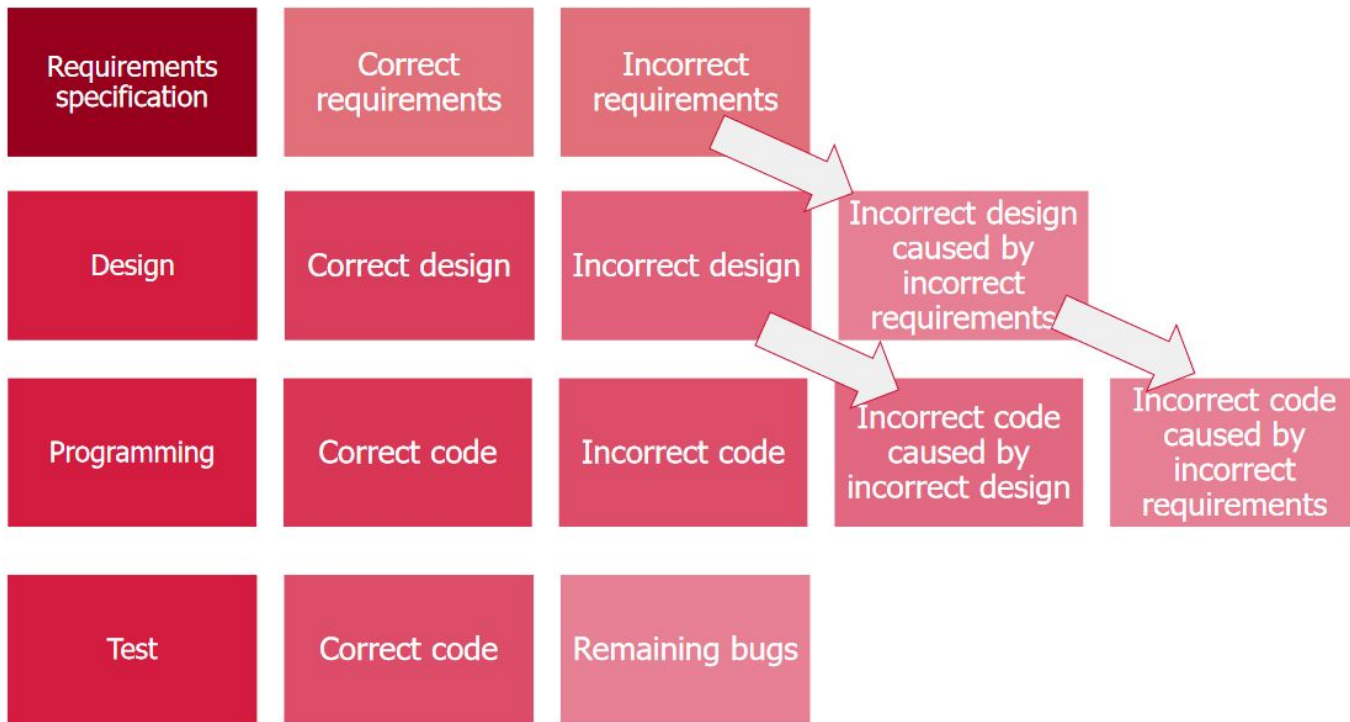 Requirements
specification
Correct
requirements
Incorrect
requirements
Design
Correct design
Incorrect design
Incorrect design
caused by
incorrect
requirements
Programming
Correct code
Incorrect code
Incorrect code
caused by
incorrect design
Incorrect code
caused by
incorrect
requirements
Test
Correct code
Remaining bugs